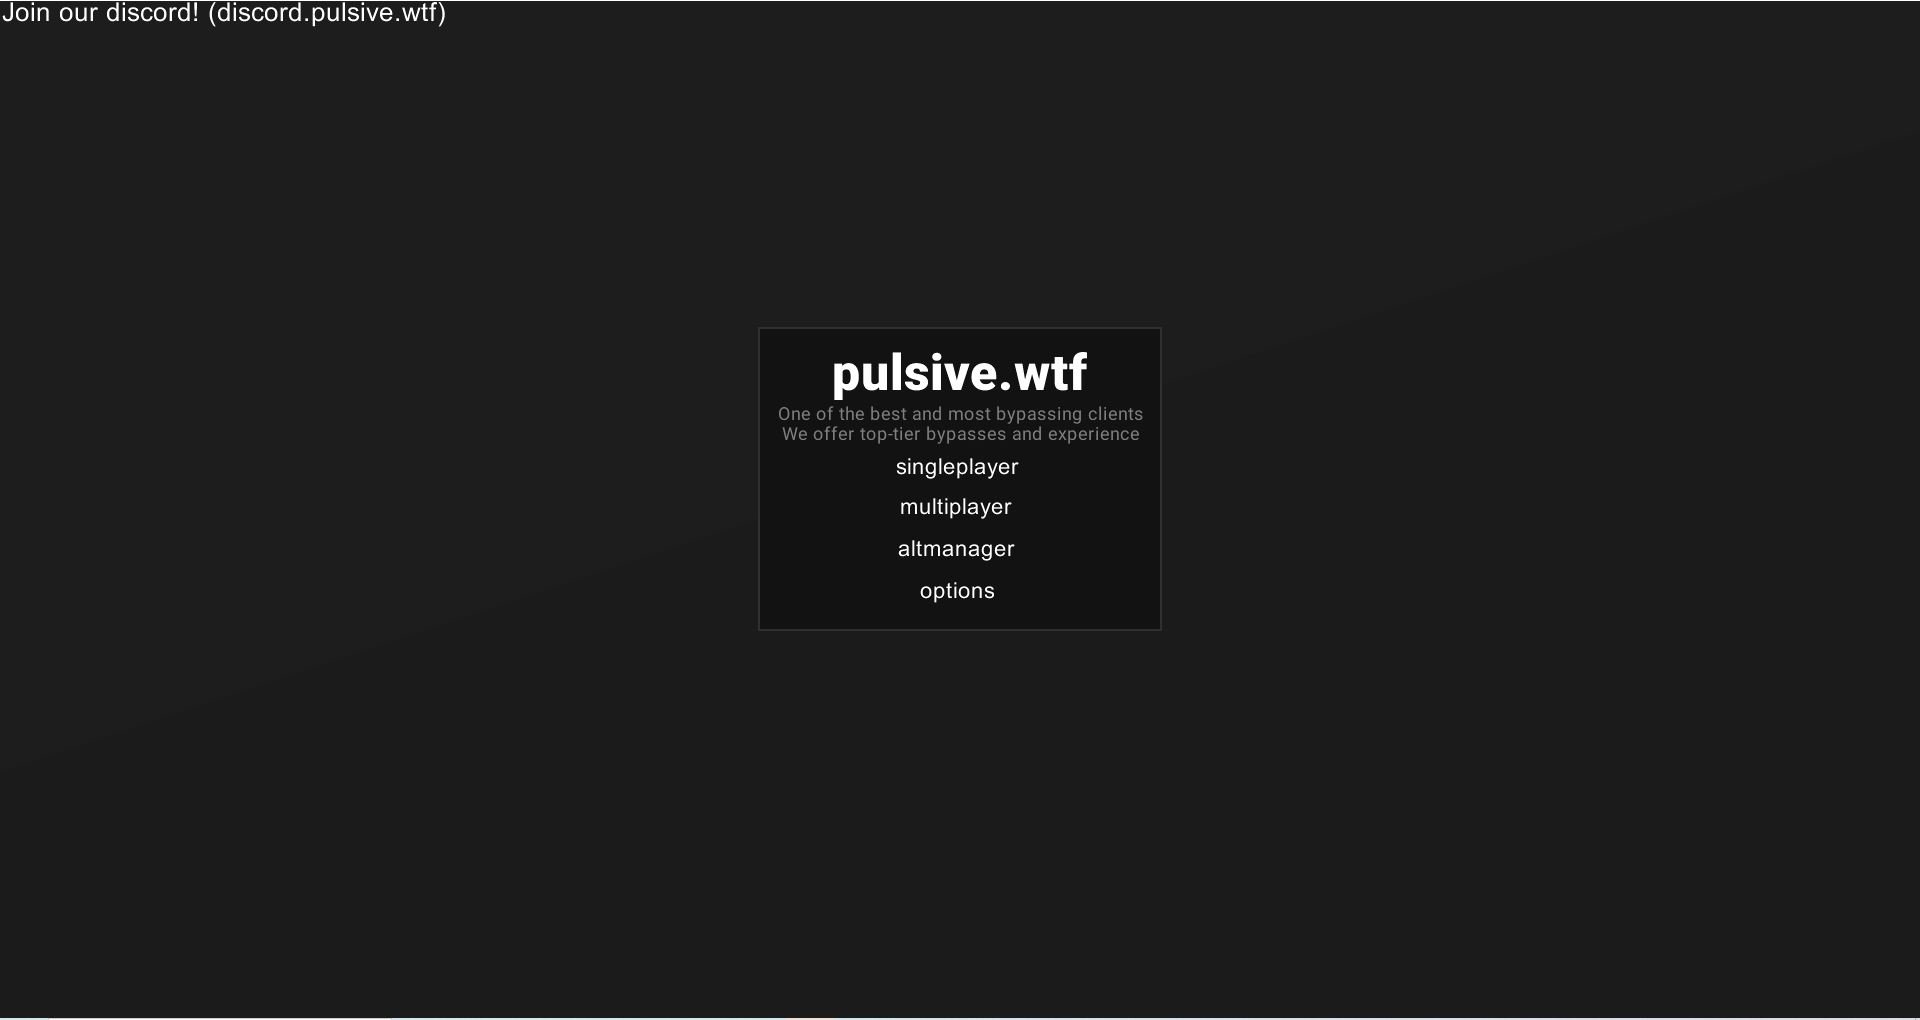 Join our discord! (discord.pulsive.wtf)
pulsive.wtf
One of the best and most bypassing clients
We offer top-tier bypasses and experience
singleplayer
multiplayer
altmanager
options